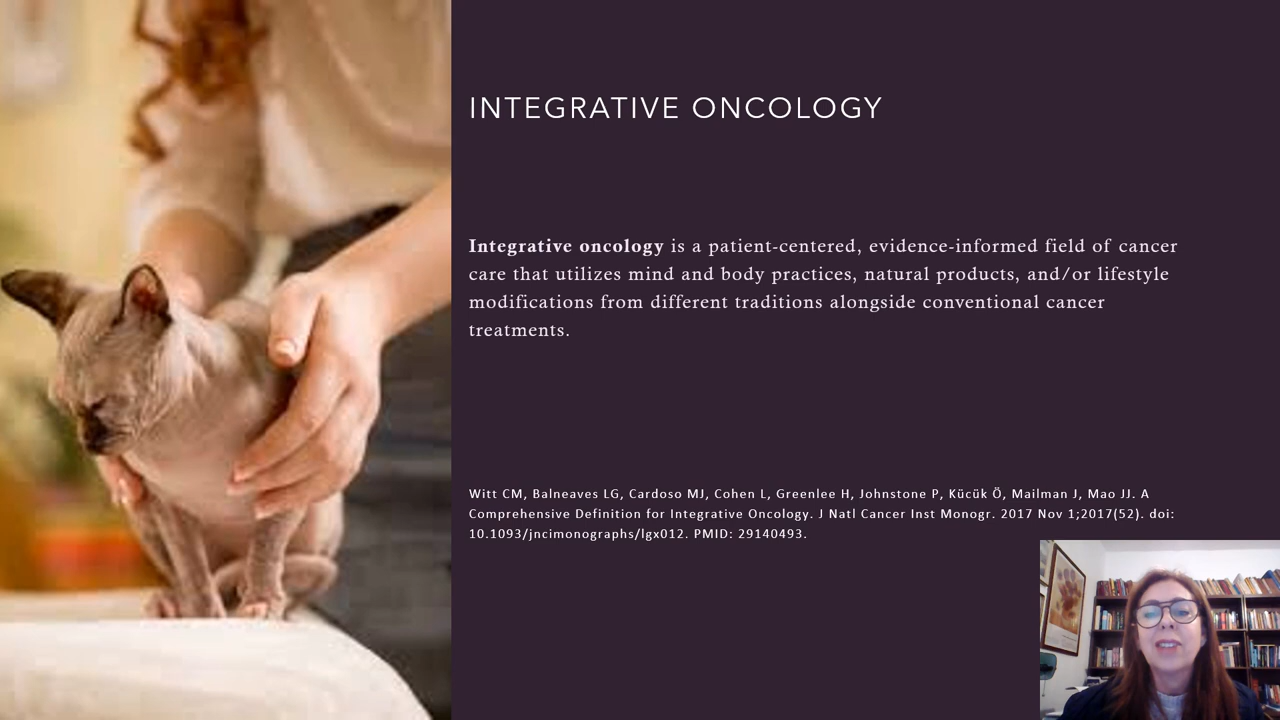 INTEGRATIVE ONCOLOGY
Integrative oncology is a patient-centered, evidence-informed field of cancer
care that utilizes mind and body practices, natural products, and/or lifestyle
modifications from different traditions alongside conventional cancer
treatments.
Witt CM, Balneaves LG, Cardoso MJ, Cohen L, Greenlee H, Johnstone P, Kücük Ö, Mailman J, Mao JJ. A
Comprehensive Definition for Integrative Oncology. J Natl Cancer Inst Monogr. 2017 Nov 1;2017(52). doi:
10.1093/jncimonographs/lgx012. PMID: 29140493.